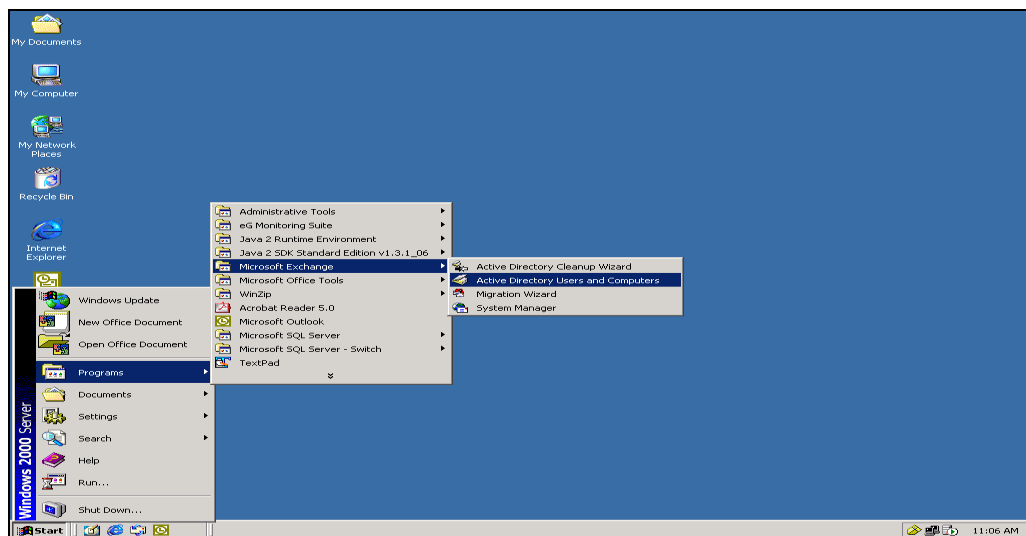 My Documents
My Computer
My Network
Places
Recycle Bin
Internet
Explorer
Windows Update
New Office Document
Open Office Document
Programs
Documents
Settings
Search
Help
Run...
Shut Down...
Windows 2000 Server
Administrative Tools
eG Monitoring Suite
Java 2 Runtime Environment
Java 2 SDK Standard Edition v1.3.1_06
Microsoft Exchange
Microsoft Office Tools
WinZip
Acrobat Reader 5.0
Microsoft Outlook
Microsoft SQL Server
Microsoft SQL Server - Switch
TextPad
Active Directory Cleanup Wizard
Active Directory Users and Computers
Migration Wizard
System Manager
Start
11:06 AM